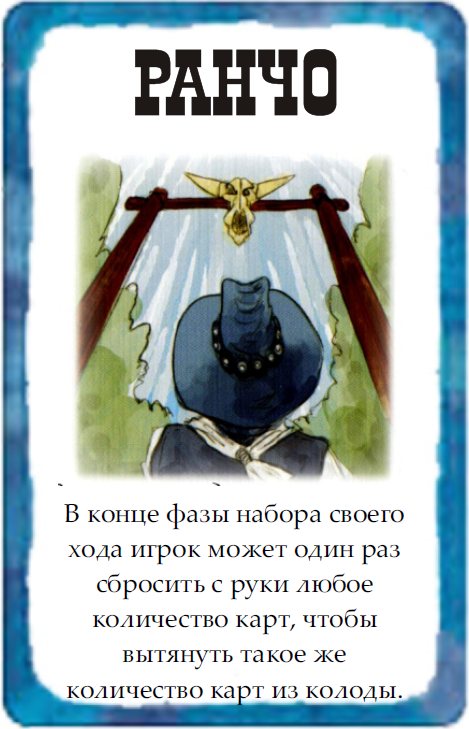 РАНЧО
В конце фазы набора своего
хода игрок может один раз
сбросить с руки любое
количество карт, чтобы
вытянуть такое же
количество карт из колоды.